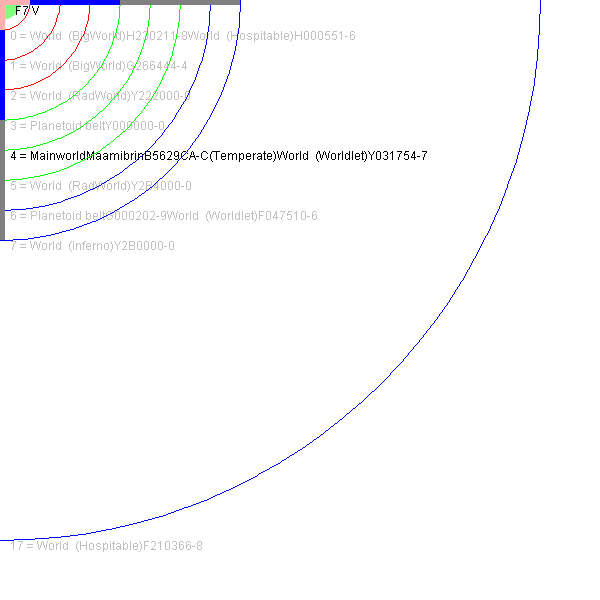 F7 V
0 = World  (BigWorld)H230211-8World  (Hospitable)H000551-6
1 = World  (BigWorld)G266444-4
2 = World  (RadWorld)Y222000-0
3 = Planetoid beltY000000-0
4 = MainworldMaamibrinB5629CA-C(Temperate)World  (Worldlet)Y031754-7
5 = World  (RadWorld)Y2B4000-0
6 = Planetoid beltG000202-9World  (Worldlet)F047510-6
7 = World  (Inferno)Y2B0000-0
17 = World  (Hospitable)F210366-8